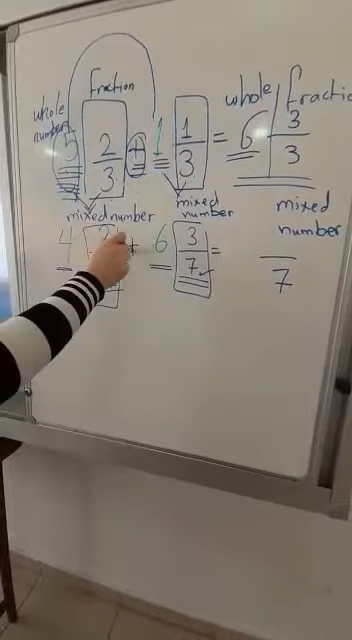 whole number fraction whole fraction
5 2/3 + 1 1/3 = 6 3/3
mixed number mixed number mixed number
4 2 + 6 3/7 = /7